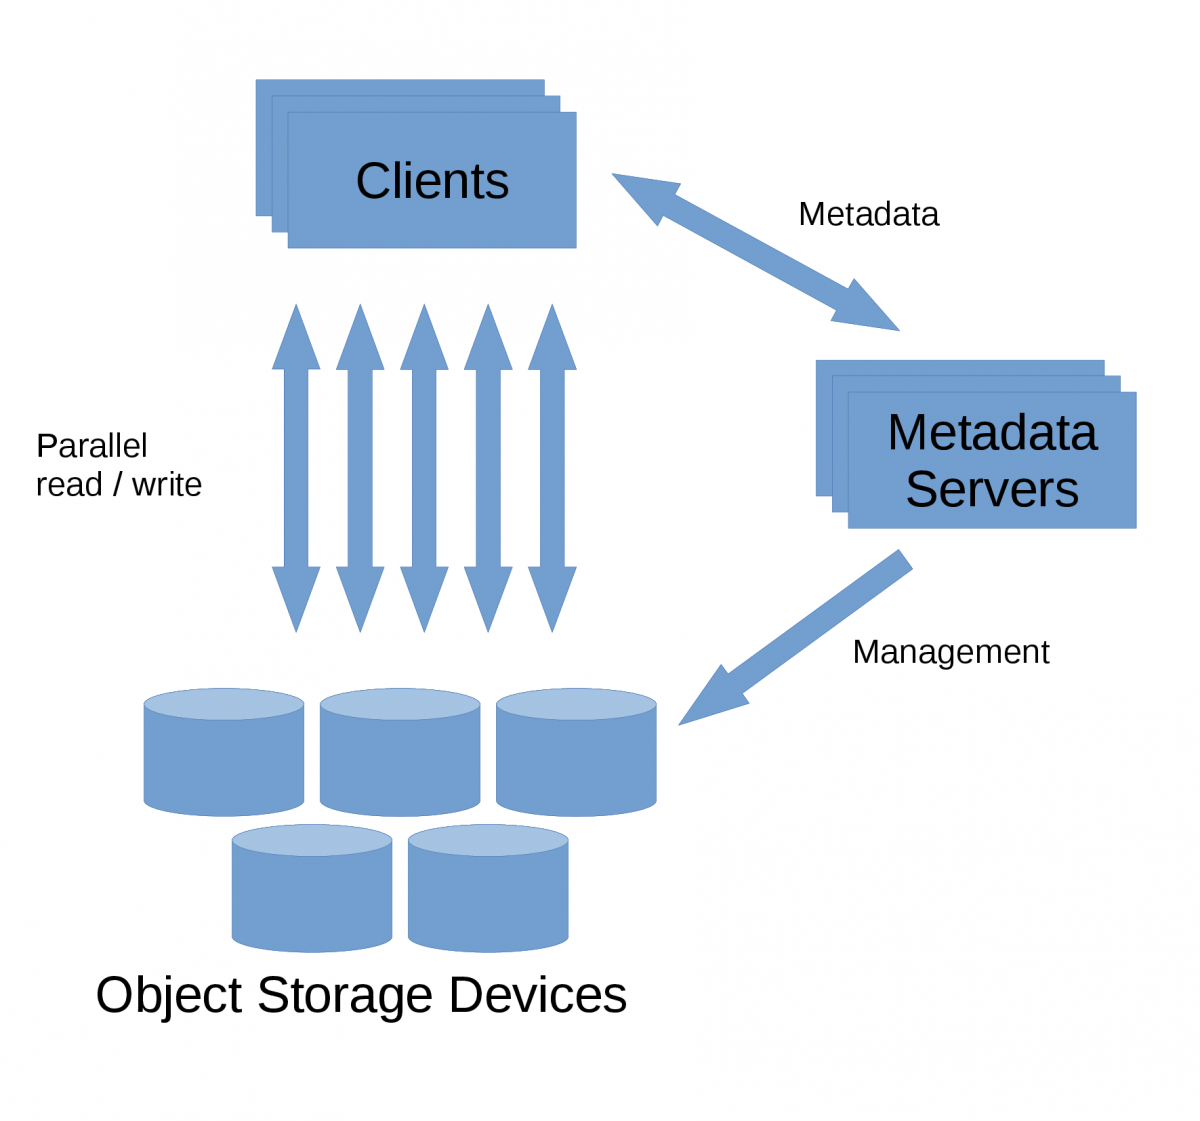 Clients
Metadata
Parallel
read / write
Metadata
Servers
Management
Object Storage Devices